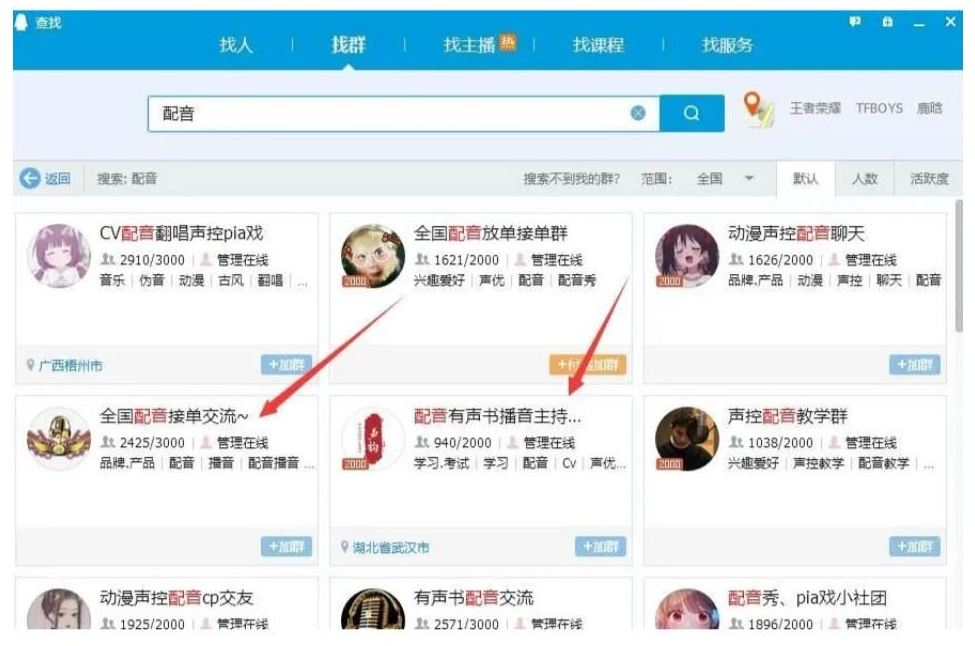 查找
找人 | 找群 | 找主播 热 | 找课程 | 找服务
配音
王者荣耀 TFBOYS 鹿晗
返回 搜索: 配音 搜索不到我的群? 范围: 全国 默认 人数 活跃度
CV配音翻唱声控pia戏
2910/3000 | 管理在线
音乐 | 伪音 | 动漫 | 古风 | 翻唱 | ...
广西梧州市
+加群
全国配音放单接单群
2000
1621/2000 | 管理在线
兴趣爱好 | 声优 | 配音 | 配音秀
加群
动漫声控配音聊天
2000
1626/2000 | 管理在线
品牌.产品 | 动漫 | 声控 | 聊天 | 配音
+加群
全国配音接单交流~
2425/3000 | 管理在线
品牌.产品 | 配音 | 播音 | 配音播音 ...
+加群
配音有声书播音主持...
2000
940/2000 | 管理在线
学习.考试 | 学习 | 配音 | Cv | 声优...
湖北省武汉市
+加群
声控配音教学群
2000
1038/2000 | 管理在线
兴趣爱好 | 声控教学 | 配音教学 | ...
+加群
动漫声控配音cp交友
1925/2000 | 管理在线
有声书配音交流
2571/3000 | 管理在线
配音秀、pia戏小社团
1896/2000 | 管理在线